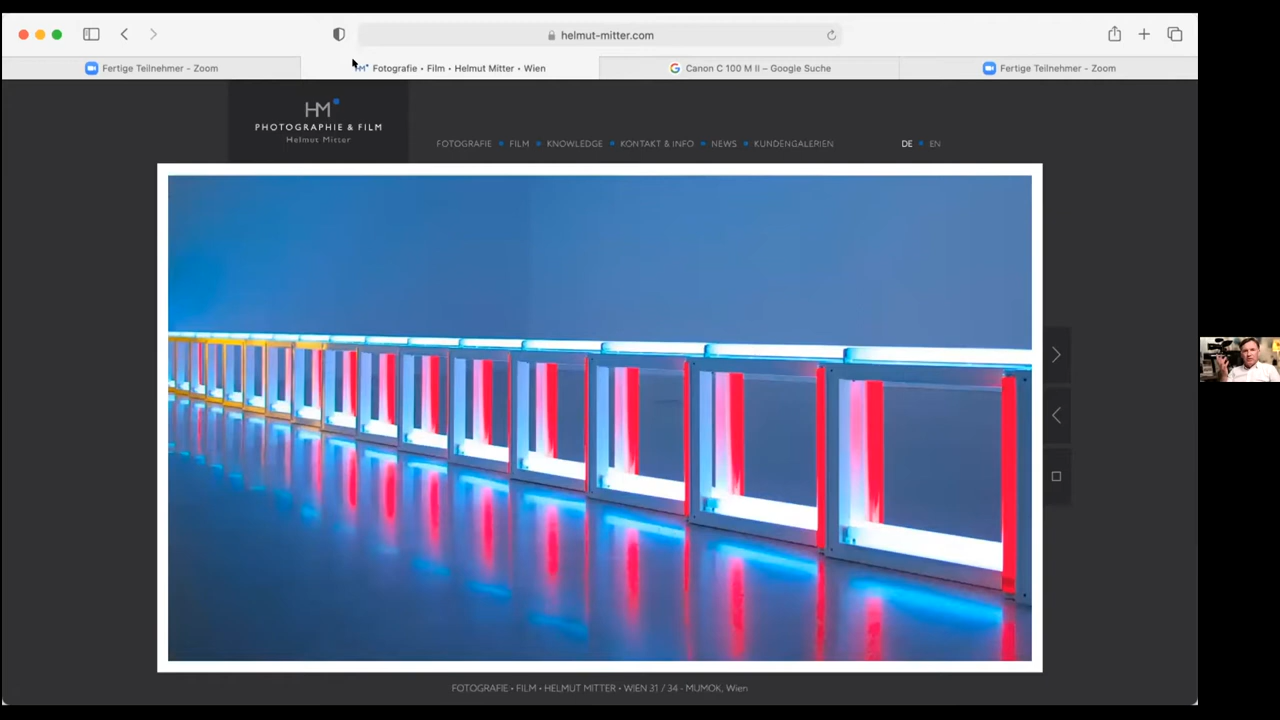 helmut-mitter.com
Fertige Teilnehmer - Zoom
HM Fotografie • Film • Helmut Mitter • Wien
Canon C 100 M II – Google Suche
Fertige Teilnehmer - Zoom
HM
PHOTOGRAPHIE & FILM
Helmut Mitter
FOTOGRAFIE ▪ FILM ▪ KNOWLEDGE ▪ KONTAKT & INFO ▪ NEWS ▪ KUNDENGALERIEN
DE ▪ EN
FOTOGRAFIE • FILM • HELMUT MITTER • WIEN 31 / 34 - MUMOK, Wien